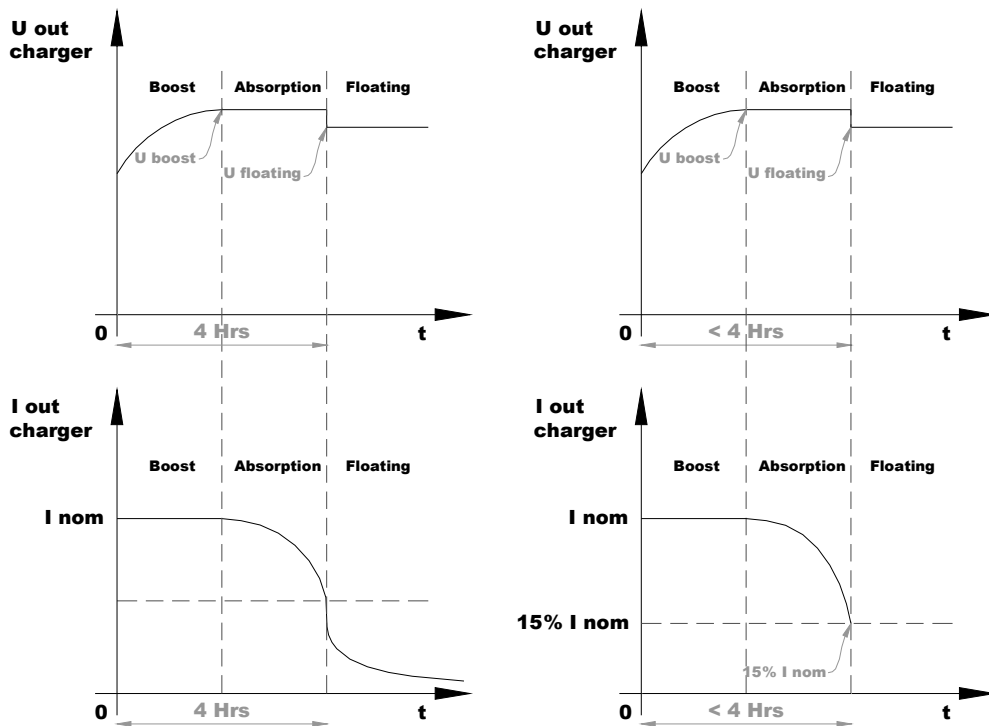 U out
charger
Boost
Absorption
Floating
U boost
U floating
0
4 Hrs
t
U out
charger
Boost
Absorption
Floating
U boost
U floating
0
< 4 Hrs
t
I out
charger
Boost
Absorption
Floating
I nom
0
4 Hrs
t
I out
charger
Boost
Absorption
Floating
I nom
15% I nom
15% I nom
0
< 4 Hrs
t